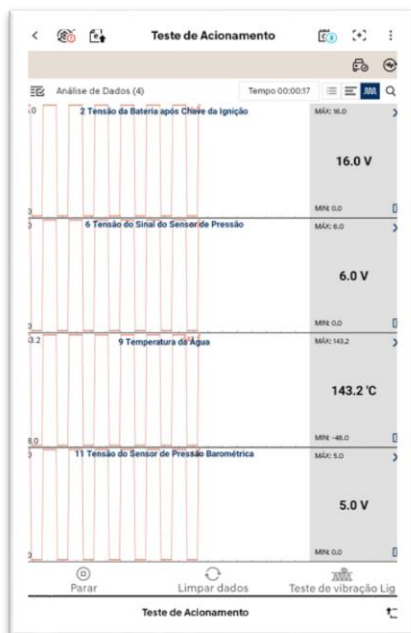 Teste de Acionamento
Análise de Dados (4)
Tempo 00:00:17
2 Tensão da Bateria após Chave da Ignição
MÁX: 16.0
16.0 V
MIN: 0.0
6 Tensão do Sinal do Sensor de Pressão
MÁX: 6.0
6.0 V
MIN: 0.0
9 Temperatura da Água
MÁX: 143.2
143.2 °C
MIN: -48.0
11 Tensão do Sensor de Pressão Barométrica
MÁX: 5.0
5.0 V
MIN: 0.0
Parar
Limpar dados
Teste de vibração Lig
Teste de Acionamento